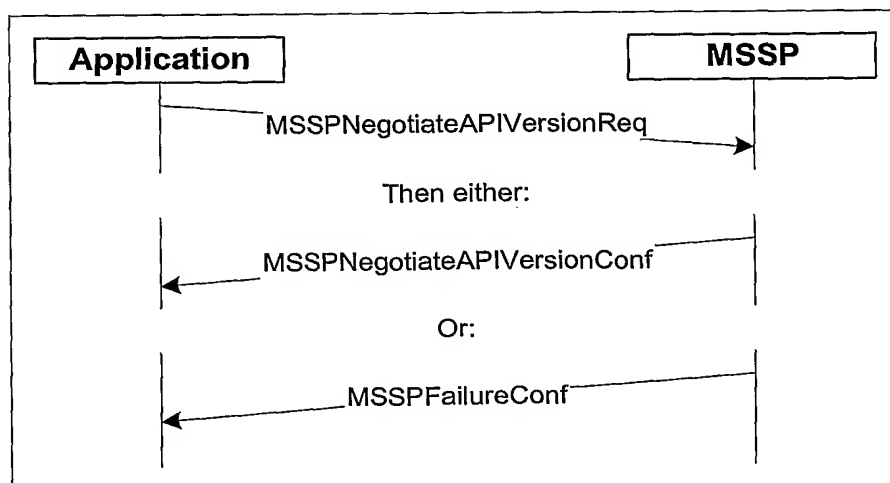 Application
MSSP
MSSPNegotiateAPIVersionReq
Then either:
MSSPNegotiateAPIVersionConf
Or:
MSSPFailureConf